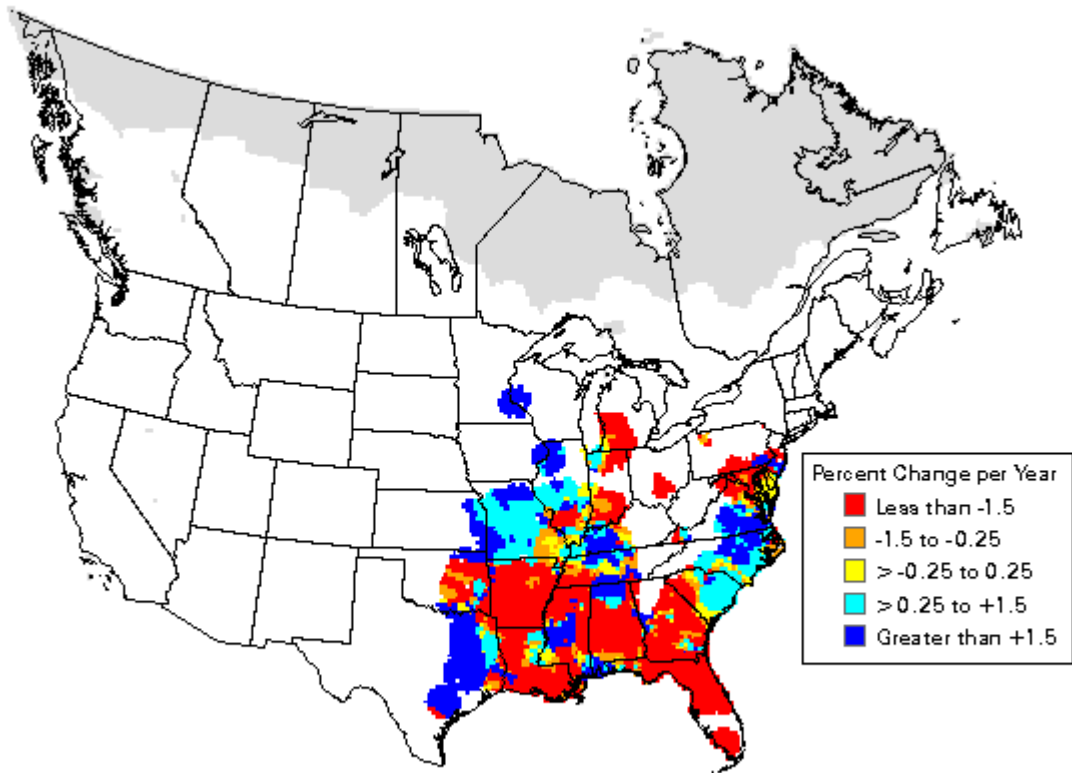 Percent Change per Year
Less than -1.5
-1.5 to -0.25
> -0.25 to 0.25
> 0.25 to +1.5
Greater than +1.5